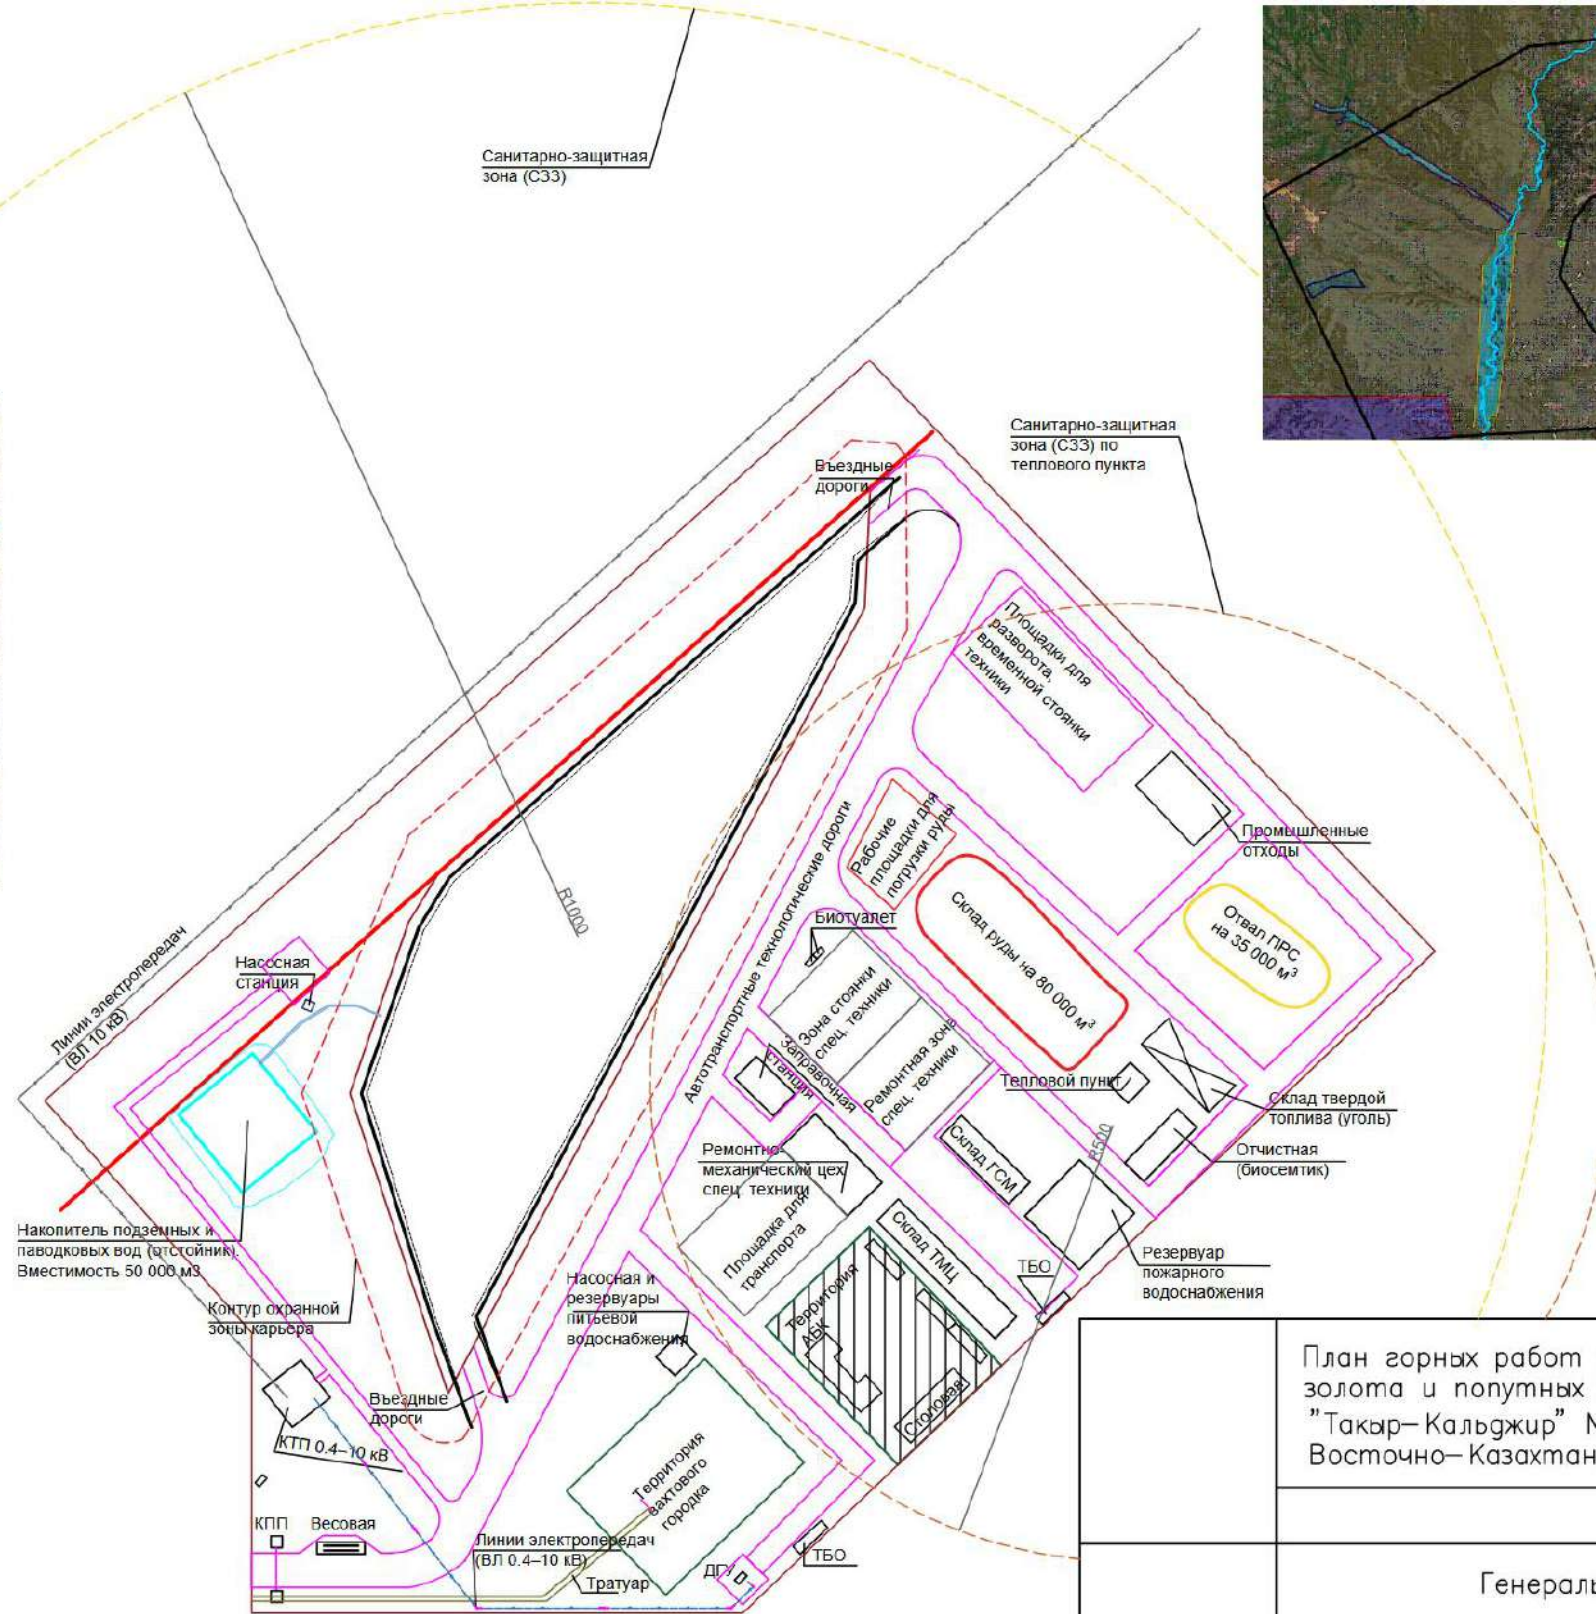 Санитарно-защитная
зона (СЗЗ)
Санитарно-защитная
зона (СЗЗ) по
теплового пункта
Въездные
дороги
Площадки для
разворота,
временной стоянки
техники
Промышленные
отходы
Рабочие
площадки для
погрузки руды
Автотранспортные технологические дороги
R1000
Биотуалет
Склад руды на 80 000 м³
Отвал ПРС
на 35 000 м³
Линии электропередач
(ВЛ 10 кВ)
Насосная
станция
Зона стоянки
спец. техники
Заправочная
станция
Ремонтная зона
спец. техники
Тепловой пункт
Склад твердой
топлива (уголь)
Отчистная
(биосемтик)
R500
Склад ГСМ
Ремонтно-
механический цех
спец. техники
Площадка для
транспорта
Склад ТМЦ
Накопитель подземных и
паводковых вод (отстойник).
Вместимость 50 000 м3
Контур охранной
зоны карьера
Насосная и
резервуары
питьевой
водоснабжения
ТБО
Резервуар
пожарного
водоснабжения
Территория
АБК
Столовая
Въездные
дороги
КТП 0.4–10 кВ
Территория
вахтового
городка
КПП
Весовая
Линии электропередач
(ВЛ 0.4–10 кВ)
Тратуар
ТБО
План горных работ
золота и попутных
"Такыр–Кальджир"